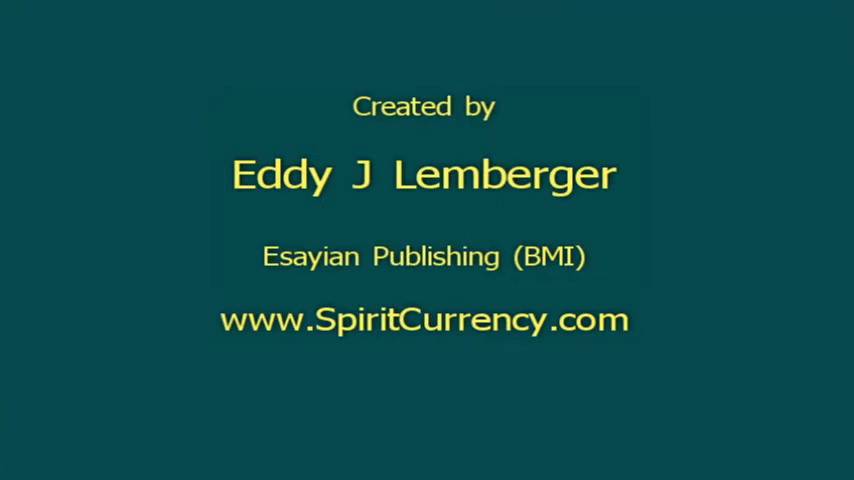 Created by
Eddy J Lemberger
Esayian Publishing (BMI)
www.SpiritCurrency.com